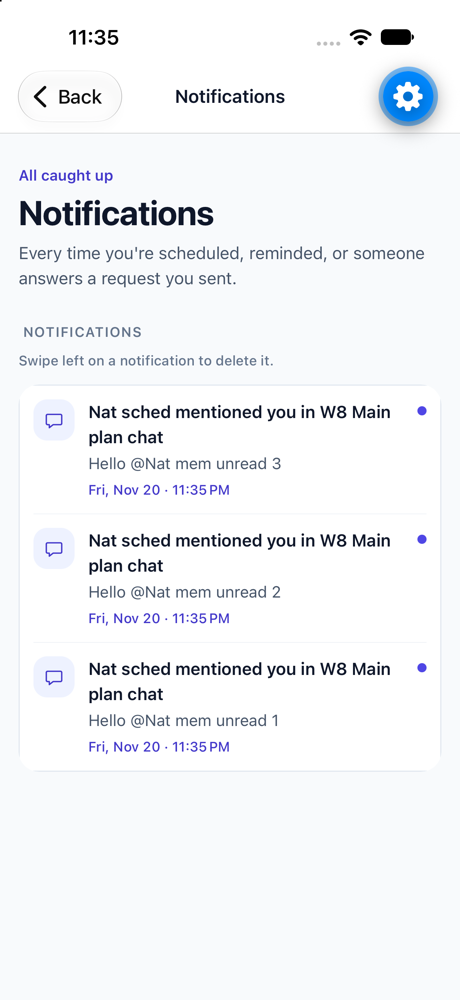 11:35
Back
Notifications
All caught up
Notifications
Every time you're scheduled, reminded, or someone
answers a request you sent.
NOTIFICATIONS
Swipe left on a notification to delete it.
Nat sched mentioned you in W8 Main
plan chat
Hello @Nat mem unread 3
Fri, Nov 20 · 11:35 PM
Nat sched mentioned you in W8 Main
plan chat
Hello @Nat mem unread 2
Fri, Nov 20 · 11:35 PM
Nat sched mentioned you in W8 Main
plan chat
Hello @Nat mem unread 1
Fri, Nov 20 · 11:35 PM